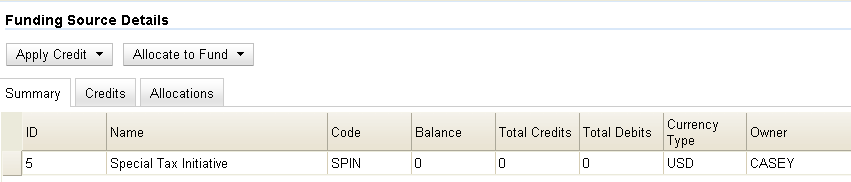 Funding Source Details
Apply Credit Allocate to Fund
Summary Credits Allocations
ID Name Code Balance Total Credits Total Debits Currency Type Owner
5 Special Tax Initiative SPIN 0 0 0 USD CASEY